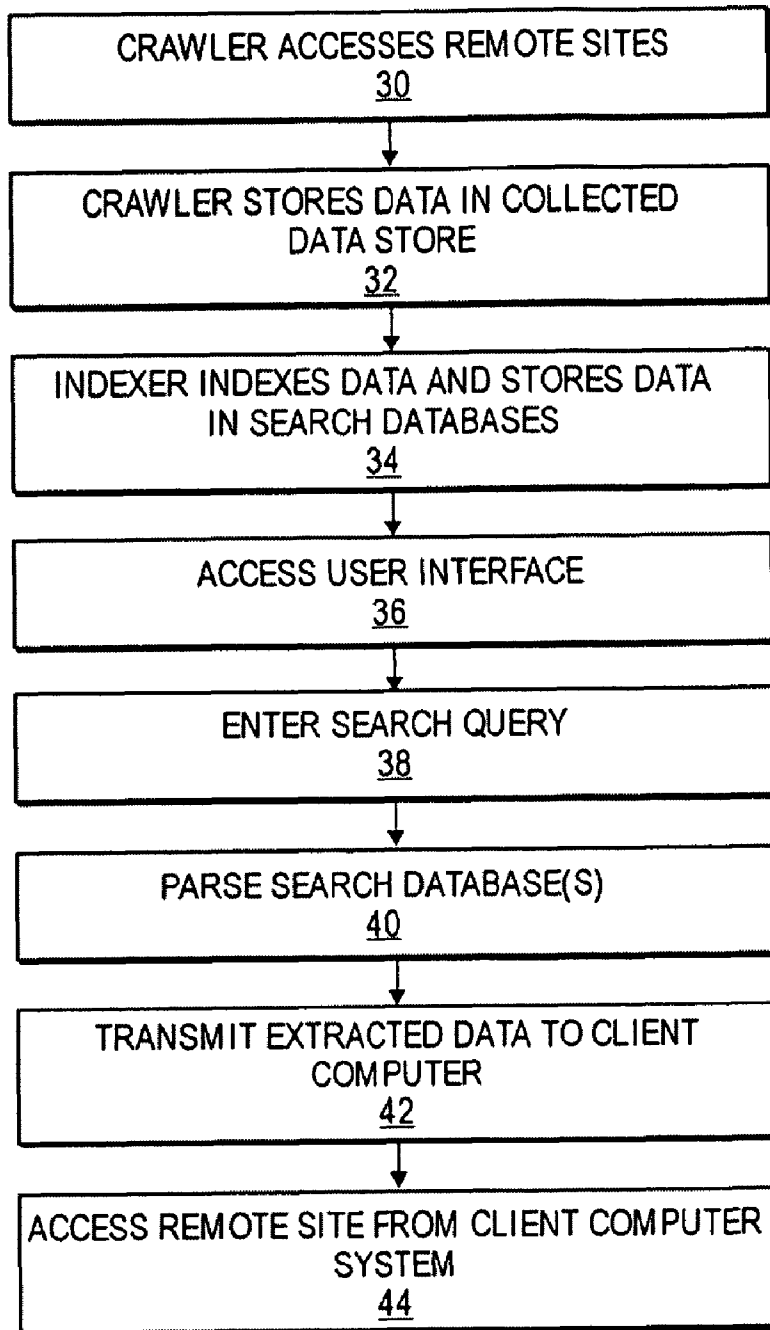 CRAWLER ACCESSES REMOTE SITES
30
CRAWLER STORES DATA IN COLLECTED
DATA STORE
32
INDEXER INDEXES DATA AND STORES DATA
IN SEARCH DATABASES
34
ACCESS USER INTERFACE
36
ENTER SEARCH QUERY
38
PARSE SEARCH DATABASE(S)
40
TRANSMIT EXTRACTED DATA TO CLIENT
COMPUTER
42
ACCESS REMOTE SITE FROM CLIENT COMPUTER
SYSTEM
44